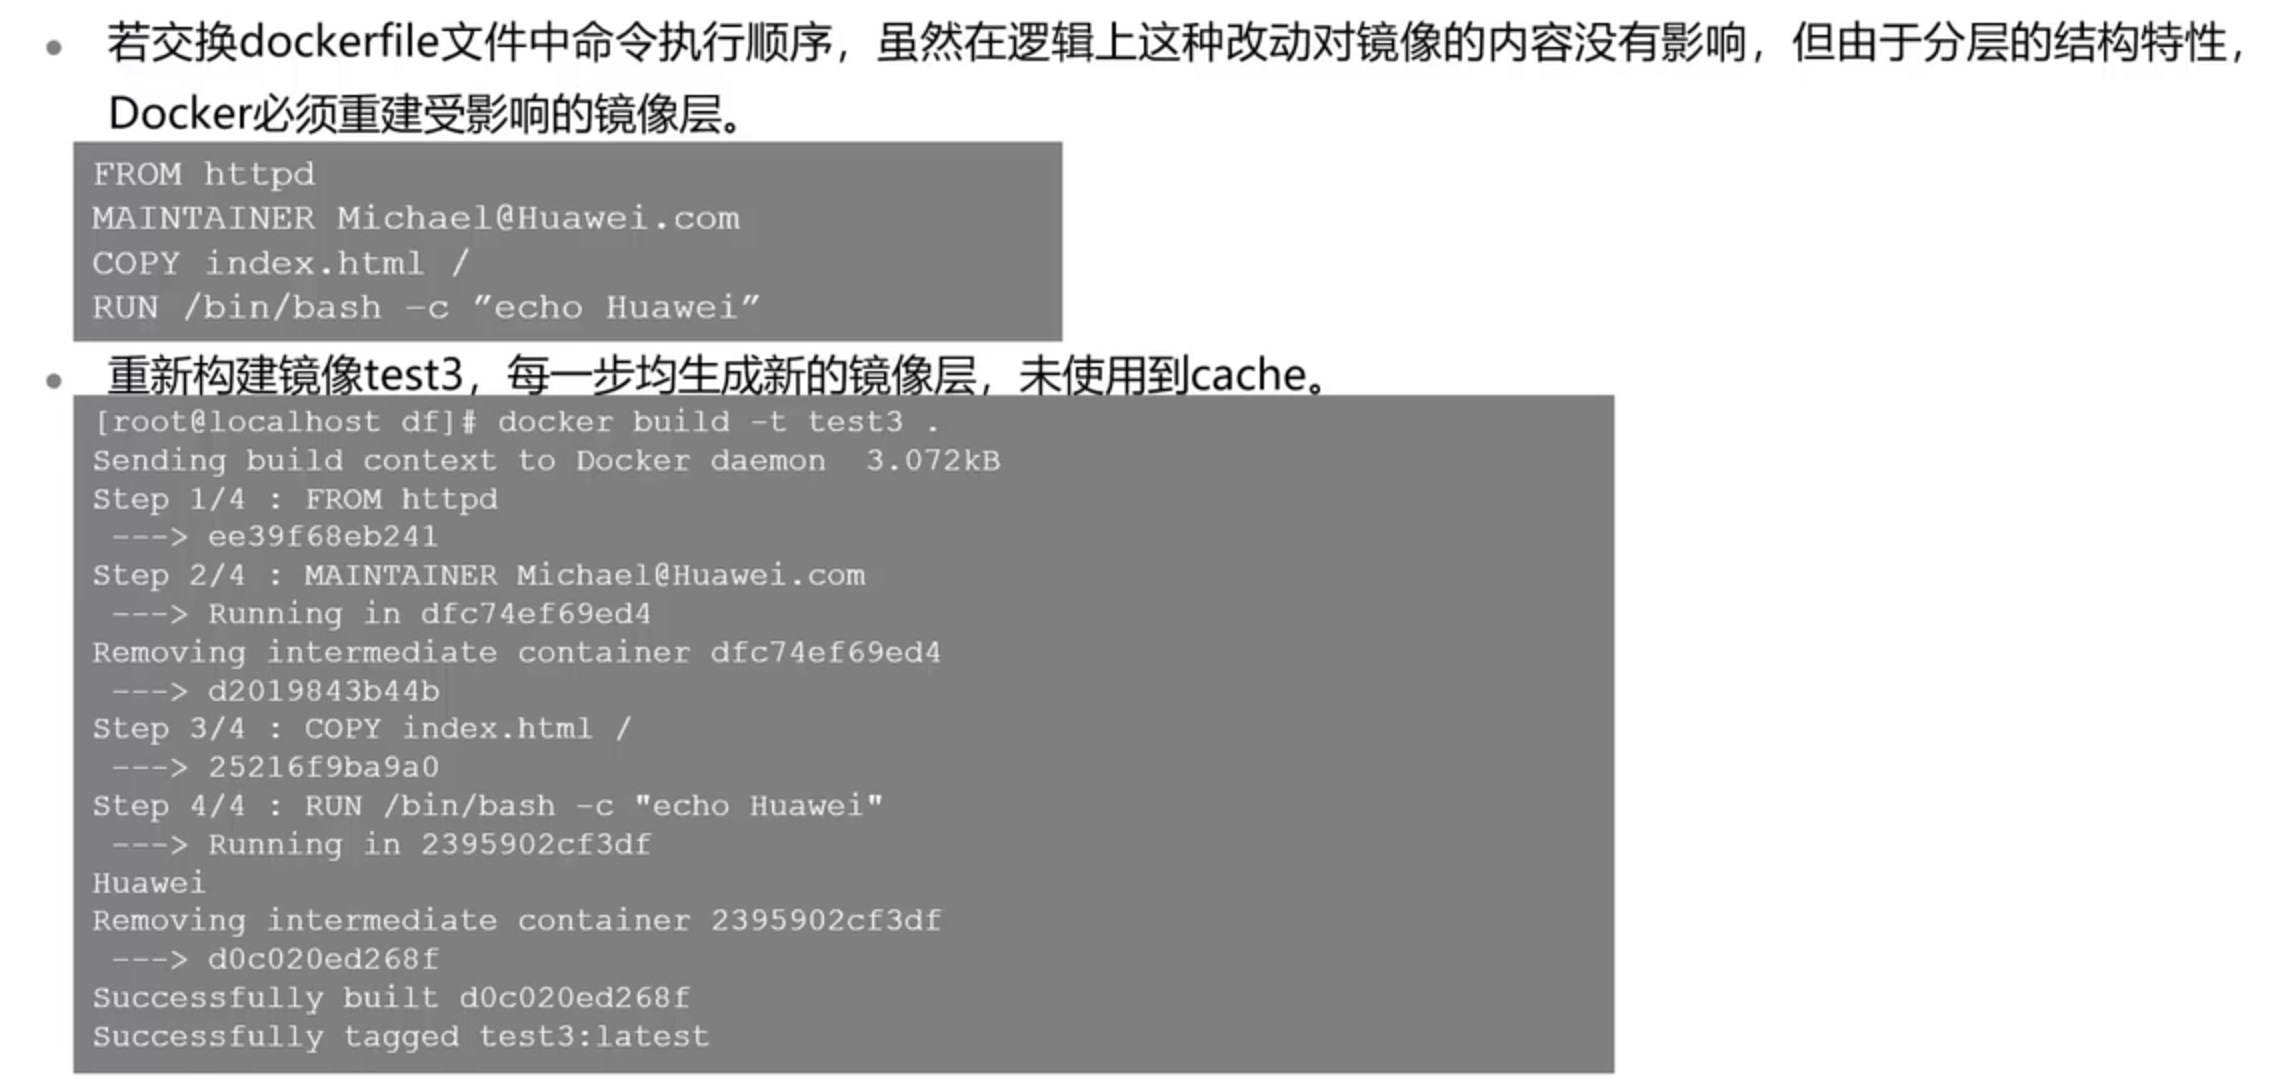 若交换dockerfile文件中命令执行顺序，虽然在逻辑上这种改动对镜像的内容没有影响，但由于分层的结构特性，
Docker必须重建受影响的镜像层。
FROM httpd
MAINTAINER Michael@Huawei.com
COPY index.html /
RUN /bin/bash -c ”echo Huawei”
重新构建镜像test3，每一步均生成新的镜像层，未使用到cache。
[root@localhost df]# docker build -t test3 .
Sending build context to Docker daemon  3.072kB
Step 1/4 : FROM httpd
 ---> ee39f68eb241
Step 2/4 : MAINTAINER Michael@Huawei.com
 ---> Running in dfc74ef69ed4
Removing intermediate container dfc74ef69ed4
 ---> d2019843b44b
Step 3/4 : COPY index.html /
 ---> 25216f9ba9a0
Step 4/4 : RUN /bin/bash -c "echo Huawei"
 ---> Running in 2395902cf3df
Huawei
Removing intermediate container 2395902cf3df
 ---> d0c020ed268f
Successfully built d0c020ed268f
Successfully tagged test3:latest